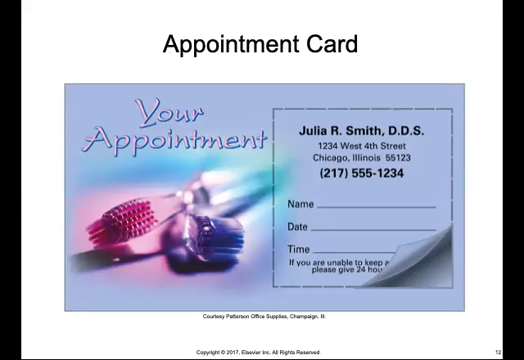 Appointment Card
Your
Appointment
Julia R. Smith, D.D.S.
1234 West 4th Street
Chicago, Illinois 55123
(217) 555-1234
Name
Date
Time
If you are unable to keep a
please give 24 hou
Courtesy Patterson Office Supplies, Champaign, Ill.
Copyright © 2017, Elsevier Inc. All Rights Reserved.
12